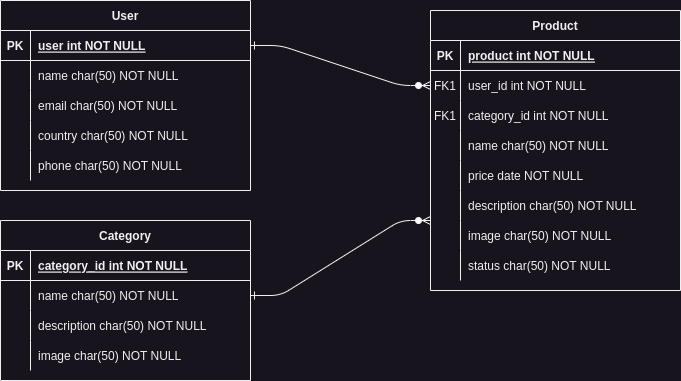 User
PK user int NOT NULL
name char(50) NOT NULL
email char(50) NOT NULL
country char(50) NOT NULL
phone char(50) NOT NULL
Product
PK product int NOT NULL
FK1 user_id int NOT NULL
FK1 category_id int NOT NULL
name char(50) NOT NULL
price date NOT NULL
description char(50) NOT NULL
image char(50) NOT NULL
status char(50) NOT NULL
Category
PK category_id int NOT NULL
name char(50) NOT NULL
description char(50) NOT NULL
image char(50) NOT NULL